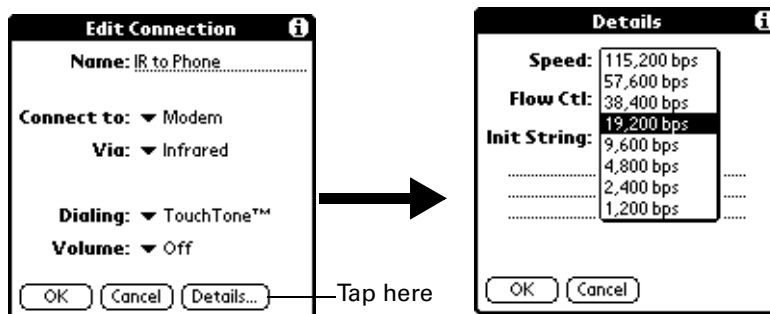 Edit Connection i
Name: IR to Phone
Connect to: Modem
Via: Infrared
Dialing: TouchTone™
Volume: Off
OK Cancel Details...
Tap here
Details i
Speed: 115,200 bps
57,600 bps
Flow Ctl: 38,400 bps
19,200 bps
Init String: 9,600 bps
4,800 bps
2,400 bps
1,200 bps
OK Cancel